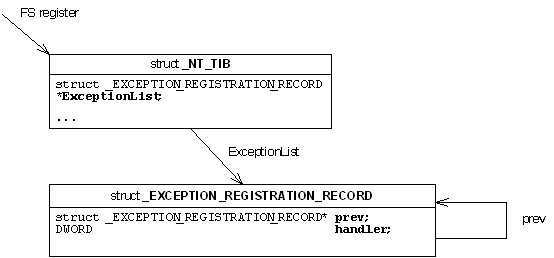 FS register
struct _NT_TIB
struct _EXCEPTION_REGISTRATION_RECORD
*ExceptionList;
...
ExceptionList
struct _EXCEPTION_REGISTRATION_RECORD
struct _EXCEPTION_REGISTRATION_RECORD* prev;
DWORD handler;
prev